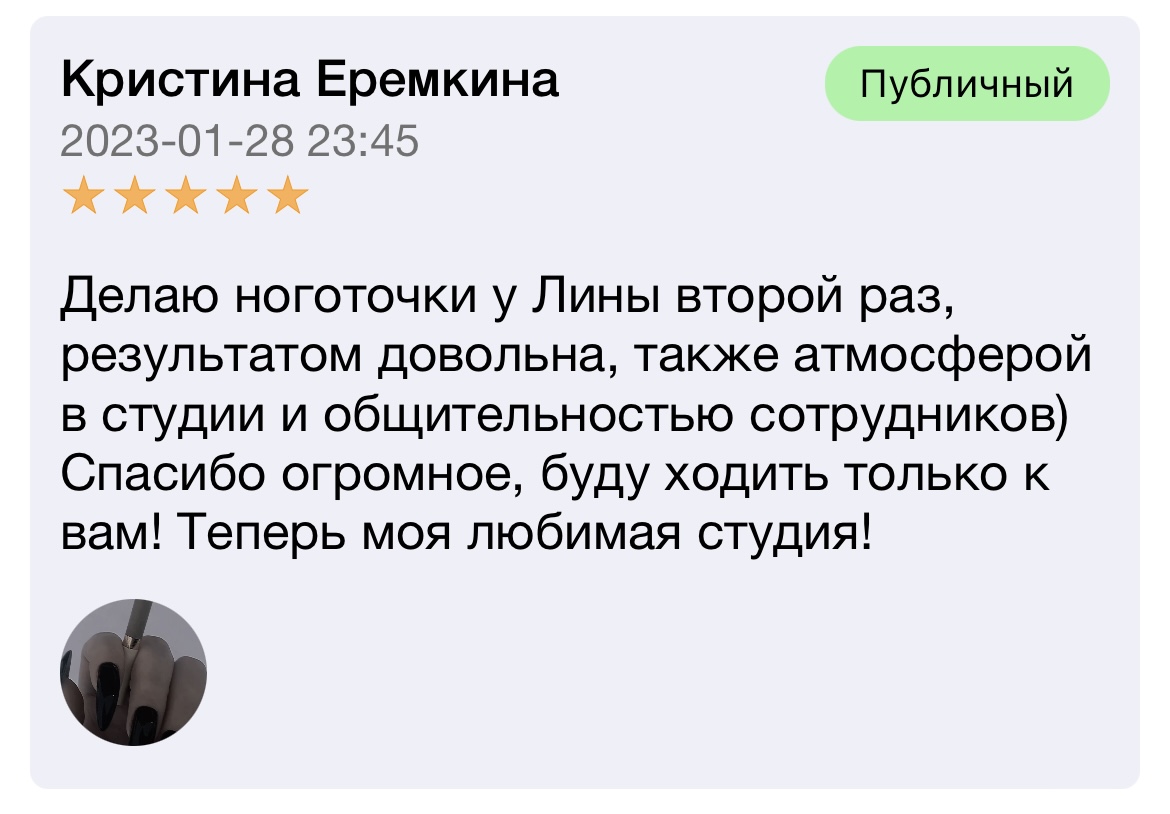 Кристина Еремкина
Публичный
2023-01-28 23:45
Делаю ноготочки у Лины второй раз,
результатом довольна, также атмосферой
в студии и общительностью сотрудников)
Спасибо огромное, буду ходить только к
вам! Теперь моя любимая студия!